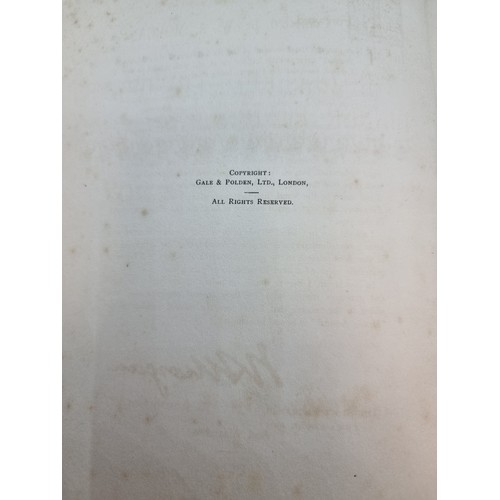 COPYRIGHT:
GALE & POLDEN, LTD., LONDON,
ALL RIGHTS RESERVED.